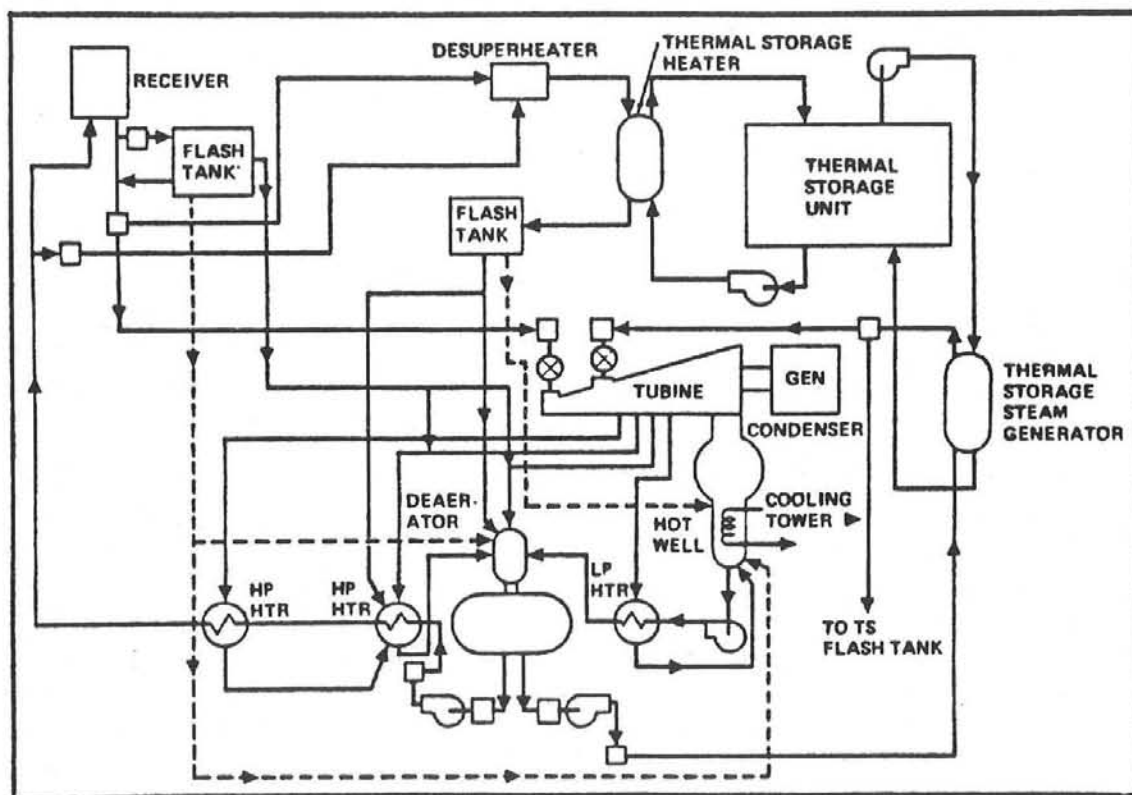 RECEIVER
DESUPERHEATER
THERMAL STORAGE
HEATER
FLASH
TANK
THERMAL
STORAGE
UNIT
FLASH
TANK
TUBINE
GEN
CONDENSER
THERMAL
STORAGE
STEAM
GENERATOR
DEAER-
ATOR
HOT
WELL
COOLING
TOWER
HP
HTR
HP
HTR
LP
HTR
TO TS
FLASH TANK